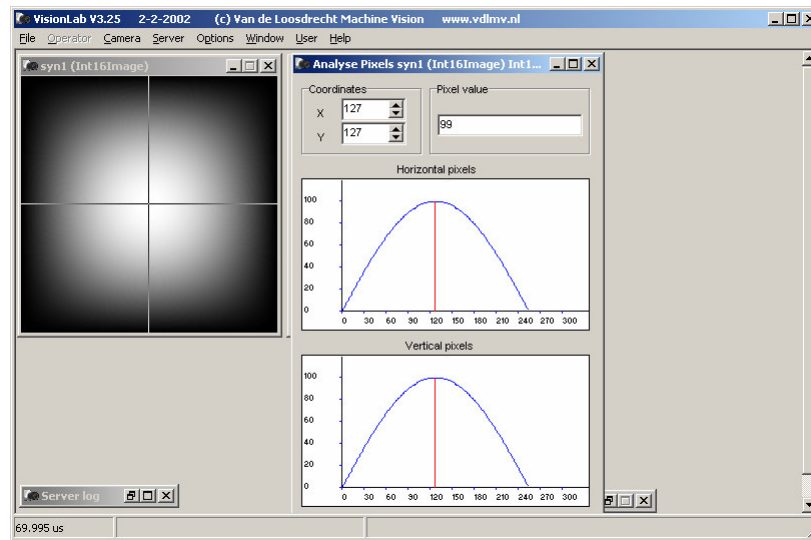 VisionLab V3.25 2-2-2002 (c) Van de Loosdrecht Machine Vision www.vdlmv.nl
File Operator Camera Server Options Window User Help
syn1 (Int16Image)
Analyse Pixels syn1 (Int16Image) Int1...
Coordinates
X 127
Y 127
Pixel value
99
Horizontal pixels
100
80
60
40
20
0
0 30 60 90 120 150 180 210 240 270 300
Vertical pixels
100
80
60
40
20
0
0 30 60 90 120 150 180 210 240 270 300
Server log
69.995 us